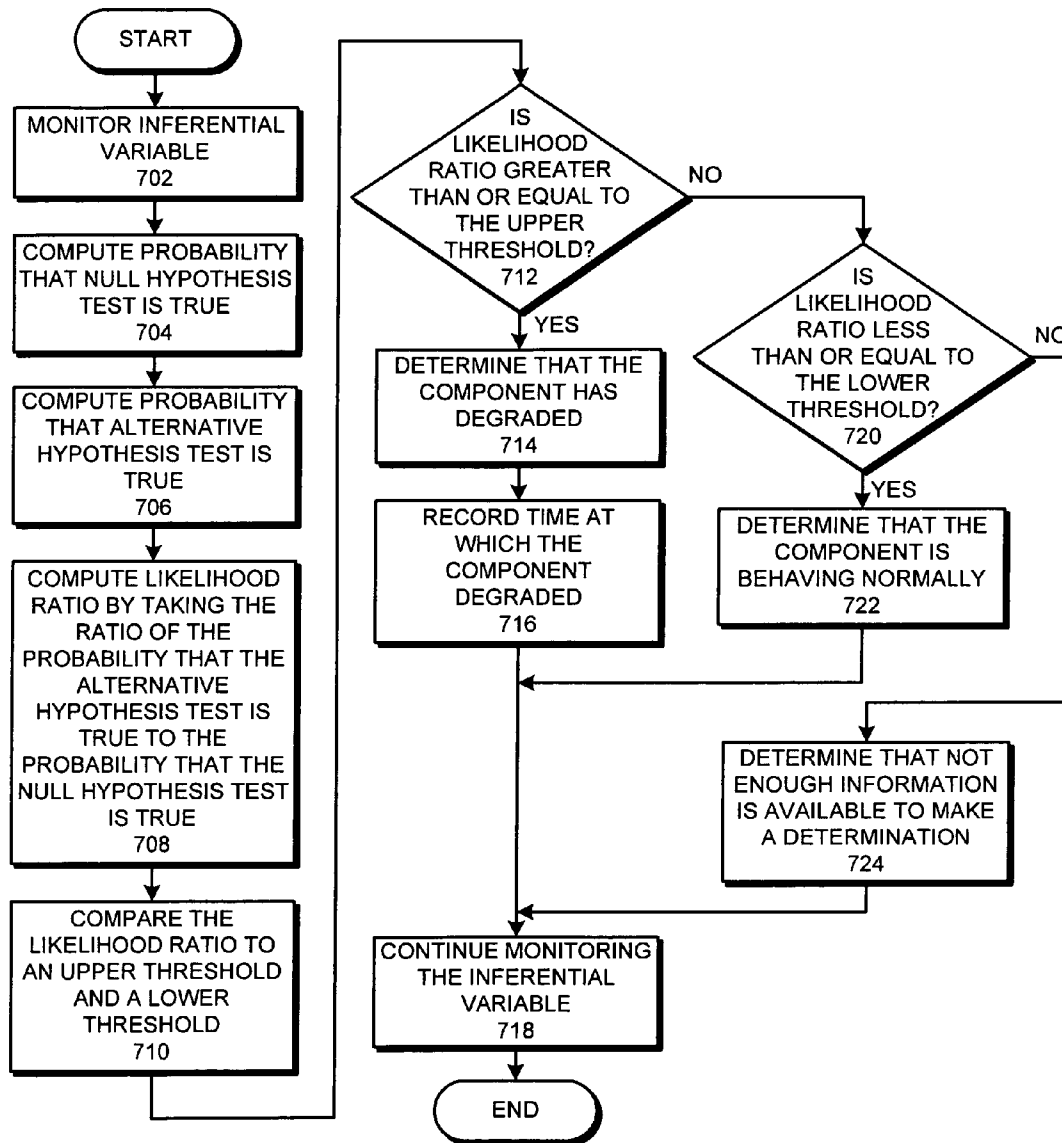 START
MONITOR INFERENTIAL
VARIABLE
702
COMPUTE PROBABILITY
THAT NULL HYPOTHESIS
TEST IS TRUE
704
COMPUTE PROBABILITY
THAT ALTERNATIVE
HYPOTHESIS TEST IS
TRUE
706
COMPUTE LIKELIHOOD
RATIO BY TAKING THE
RATIO OF THE
PROBABILITY THAT THE
ALTERNATIVE
HYPOTHESIS TEST IS
TRUE TO THE
PROBABILITY THAT THE
NULL HYPOTHESIS TEST
IS TRUE
708
COMPARE THE
LIKELIHOOD RATIO TO
AN UPPER THRESHOLD
AND A LOWER
THRESHOLD
710
IS
LIKELIHOOD
RATIO GREATER
THAN OR EQUAL TO
THE UPPER
THRESHOLD?
712
NO
YES
DETERMINE THAT THE
COMPONENT HAS
DEGRADED
714
RECORD TIME AT
WHICH THE
COMPONENT
DEGRADED
716
IS
LIKELIHOOD
RATIO LESS
THAN OR EQUAL TO
THE LOWER
THRESHOLD?
720
NO
YES
DETERMINE THAT THE
COMPONENT IS
BEHAVING NORMALLY
722
DETERMINE THAT NOT
ENOUGH INFORMATION
IS AVAILABLE TO MAKE
A DETERMINATION
724
CONTINUE MONITORING
THE INFERENTIAL
VARIABLE
718
END